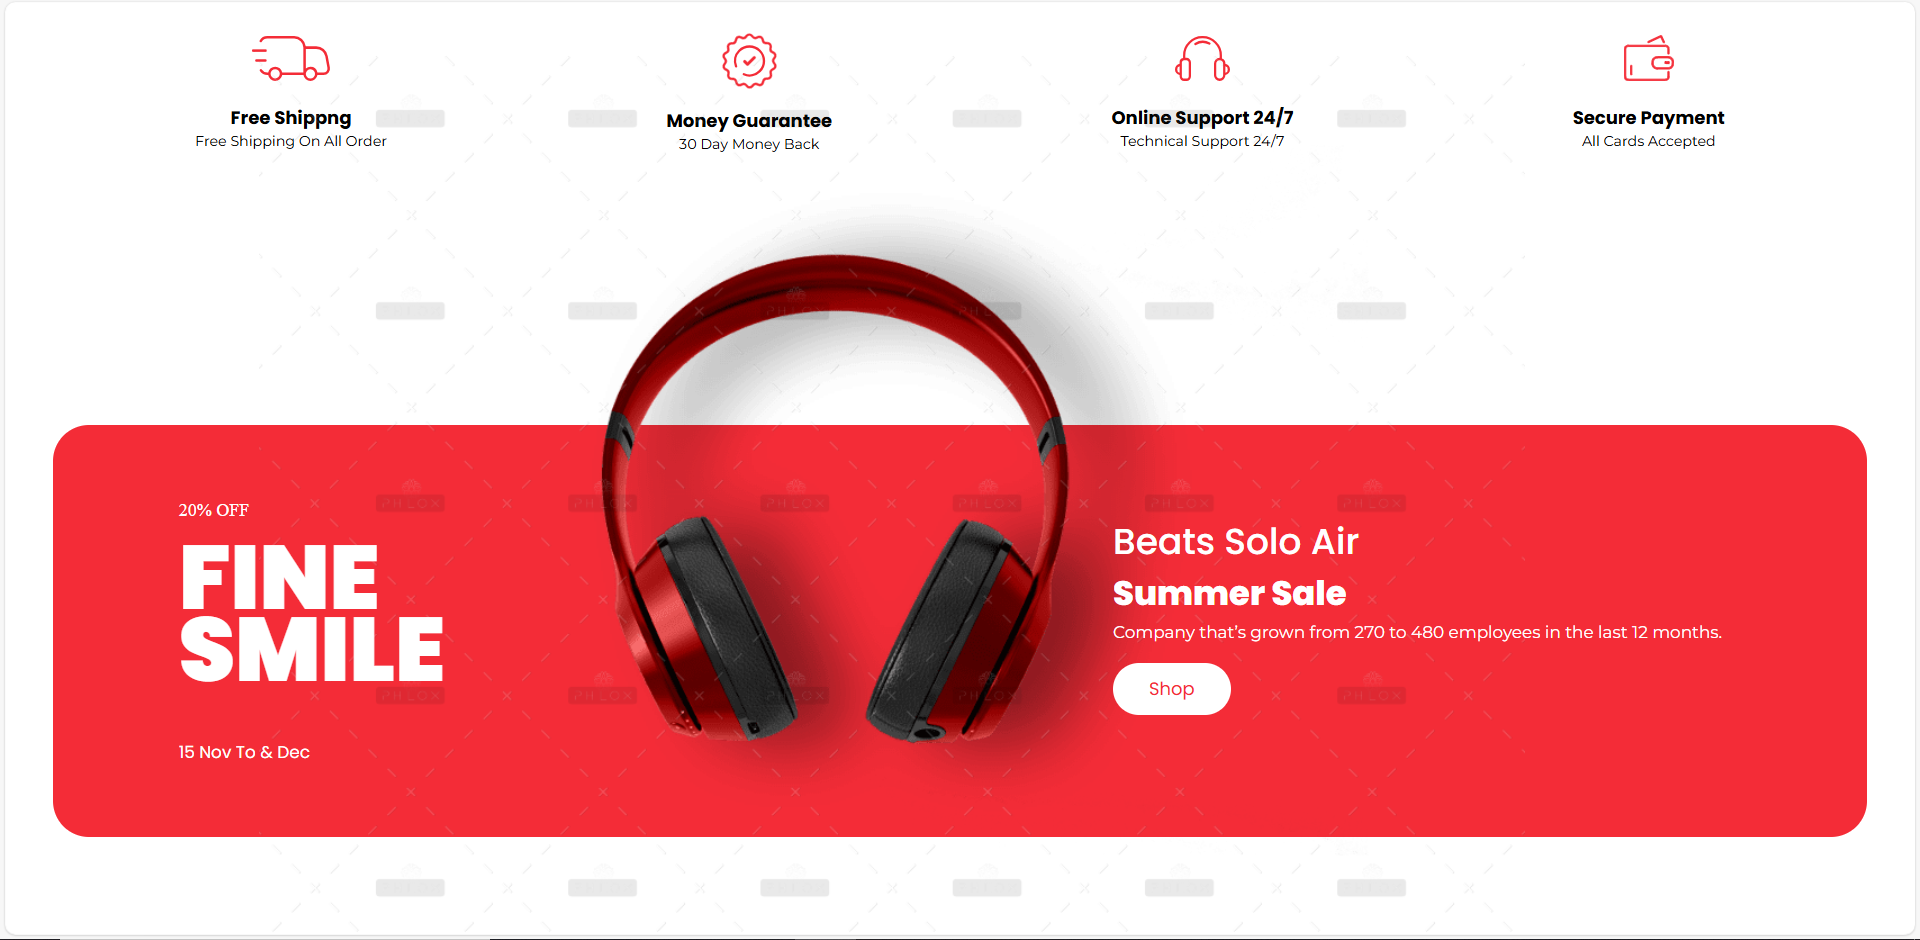 Free Shippng
Free Shipping On All Order
Money Guarantee
30 Day Money Back
Online Support 24/7
Technical Support 24/7
Secure Payment
All Cards Accepted
20% OFF
FINE
SMILE
15 Nov To & Dec
Beats Solo Air
Summer Sale
Company that's grown from 270 to 480 employees in the last 12 months.
Shop
PHLOX